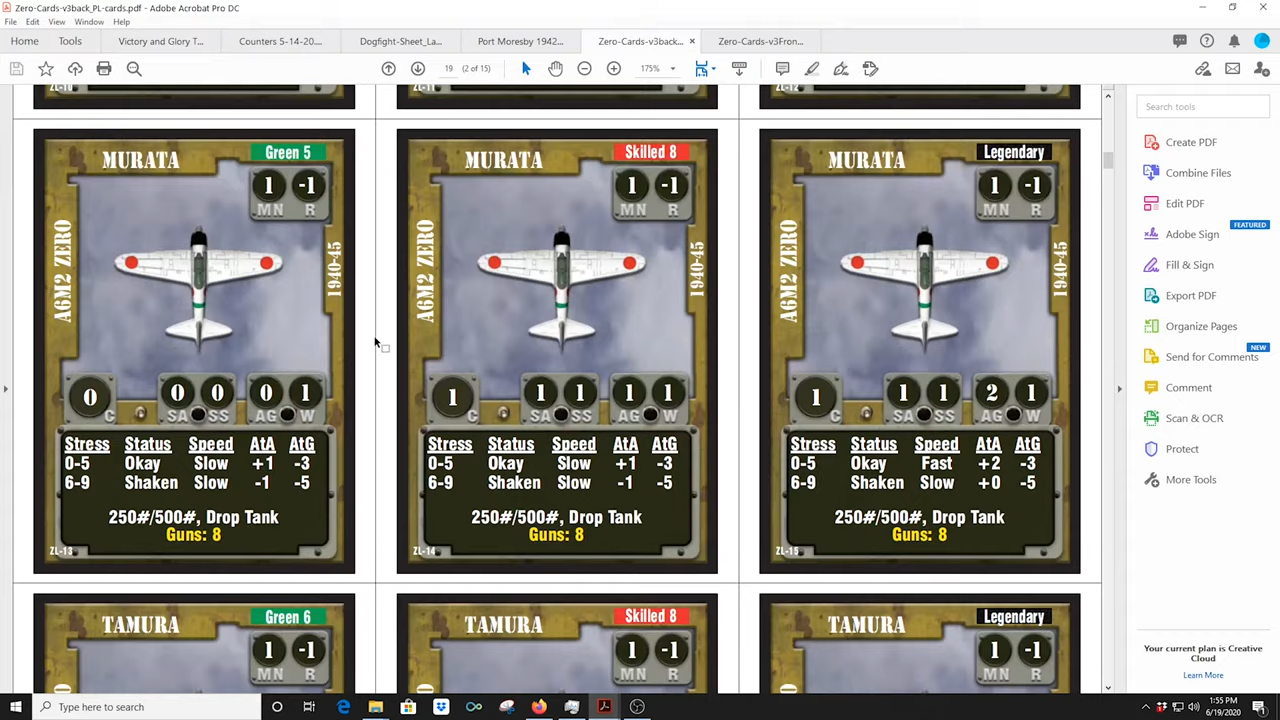 Zero-Cards-v3back_PL-cards.pdf - Adobe Acrobat Pro DC
File Edit View Window Help
Home Tools Victory and Glory T... Counters 5-14-20.... Dogfight-Sheet_La... Port Moresby 1942... Zero-Cards-v3back... × Zero-Cards-v3Fron...
19 (2 of 15) 175%
ZL-10 ZL-11 ZL-12
Search tools
Create PDF
Combine Files
Edit PDF
FEATURED
Adobe Sign
Fill & Sign
Export PDF
Organize Pages
NEW
Send for Comments
Comment
Scan & OCR
Protect
More Tools
Your current plan is Creative
Cloud
Learn More
MURATA Green 5
1 -1
MN R
A6M2 ZERO
1940-45
0 0 0 0 1
C SA SS AG W
Stress Status Speed AtA AtG
0-5 Okay Slow +1 -3
6-9 Shaken Slow -1 -5
250#/500#, Drop Tank
Guns: 8
ZL-13
MURATA Skilled 8
1 -1
MN R
A6M2 ZERO
1940-45
1 1 1 1 1
C SA SS AG W
Stress Status Speed AtA AtG
0-5 Okay Slow +1 -3
6-9 Shaken Slow -1 -5
250#/500#, Drop Tank
Guns: 8
ZL-14
MURATA Legendary
1 -1
MN R
A6M2 ZERO
1940-45
1 1 1 2 1
C SA SS AG W
Stress Status Speed AtA AtG
0-5 Okay Fast +2 -3
6-9 Shaken Slow +0 -5
250#/500#, Drop Tank
Guns: 8
ZL-15
TAMURA Green 6
1 -1
MN R
TAMURA Skilled 8
1 -1
MN R
TAMURA Legendary
1 -1
MN R
Type here to search
1:55 PM
6/19/2020